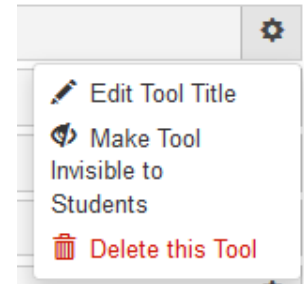 Edit Tool Title
Make Tool
Invisible to
Students
Delete this Tool